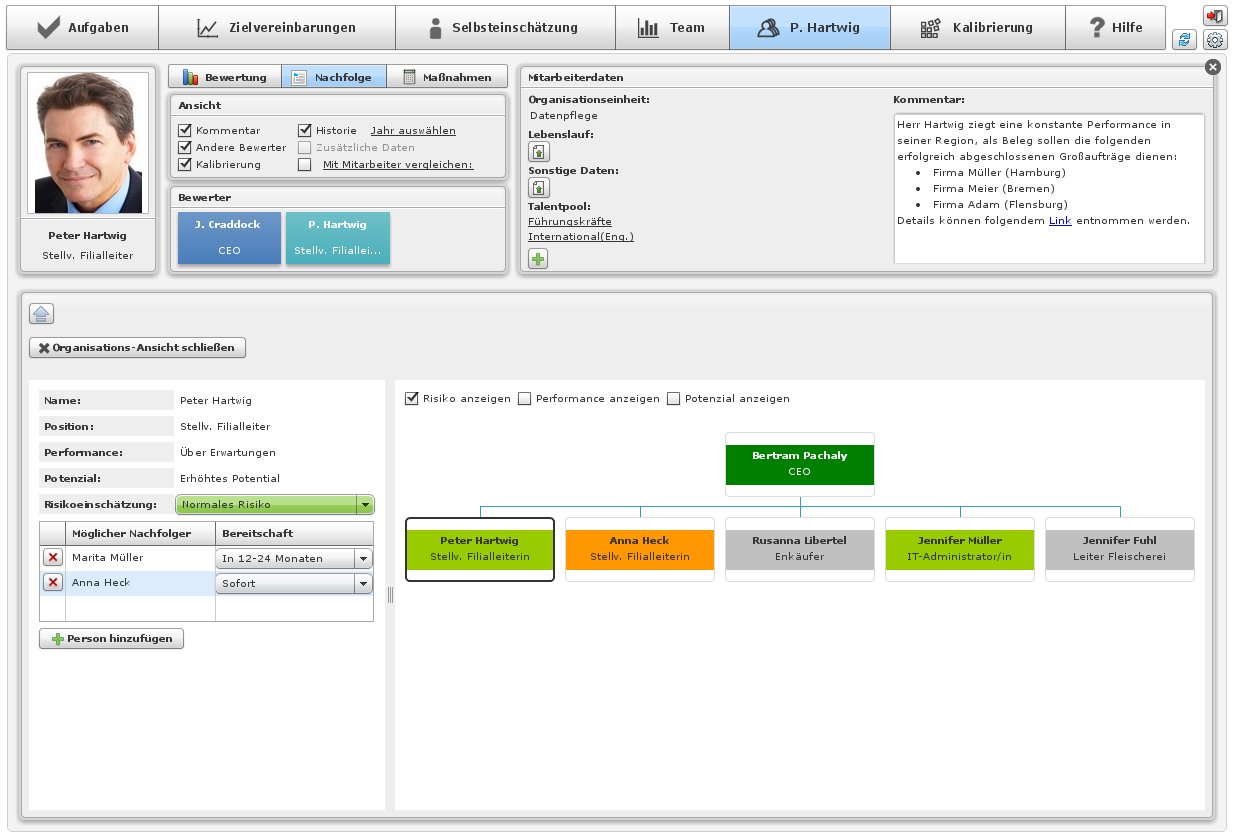 Aufgaben
Zielvereinbarungen
Selbsteinschätzung
Team
P. Hartwig
Kalibrierung
Hilfe
Peter Hartwig
Stellv. Filialleiter
Bewertung
Nachfolge
Maßnahmen
Ansicht
Kommentar
Historie
Jahr auswählen
Andere Bewerter
Zusätzliche Daten
Kalibrierung
Mit Mitarbeiter vergleichen:
Bewerter
J. Craddock
CEO
P. Hartwig
Stellv. Filiallei...
Mitarbeiterdaten
Organisationseinheit:
Datenpflege
Lebenslauf:
Sonstige Daten:
Talentpool:
Führungskräfte
International(Eng.)
Kommentar:
Herr Hartwig ziegt eine konstante Performance in
seiner Region, als Beleg sollen die folgenden
erfolgreich abgeschlossenen Großaufträge dienen:
• Firma Müller (Hamburg)
• Firma Meier (Bremen)
• Firma Adam (Flensburg)
Details können folgendem Link entnommen werden.
Organisations-Ansicht schließen
Name: Peter Hartwig
Position: Stellv. Filialleiter
Performance: Über Erwartungen
Potenzial: Erhöhtes Potential
Risikoeinschätzung: Normales Risiko
Möglicher Nachfolger Bereitschaft
Marita Müller In 12-24 Monaten
Anna Heck Sofort
Person hinzufügen
Risiko anzeigen Performance anzeigen Potenzial anzeigen
Bertram Pachaly
CEO
Peter Hartwig
Stellv. Filialleiterin
Anna Heck
Stellv. Filialleiterin
Rusanna Libertel
Enkäufer
Jennifer Müller
IT-Administrator/in
Jennifer Fuhl
Leiter Fleischerei